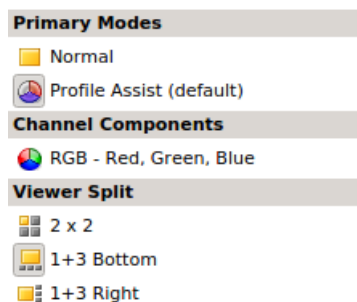 Primary Modes
Normal
Profile Assist (default)
Channel Components
RGB - Red, Green, Blue
Viewer Split
2 x 2
1+3 Bottom
1+3 Right